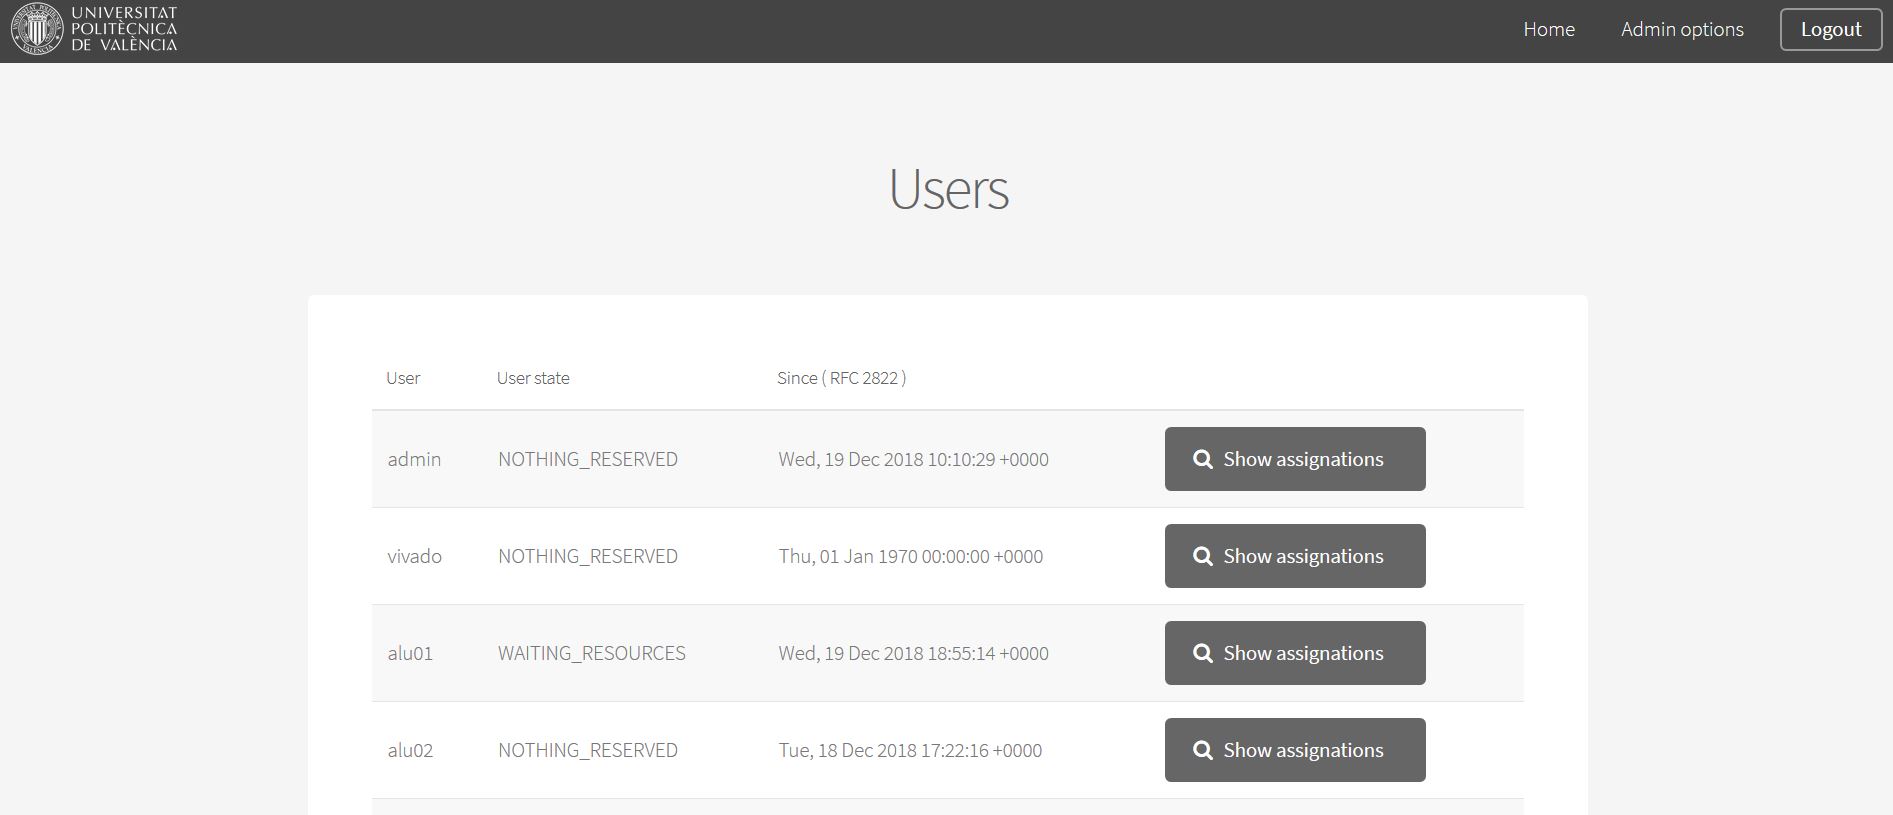 UNIVERSITAT
POLITÈCNICA
DE VALÈNCIA
Home Admin options Logout
Users
User User state Since ( RFC 2822 )
admin NOTHING_RESERVED Wed, 19 Dec 2018 10:10:29 +0000 Show assignations
vivado NOTHING_RESERVED Thu, 01 Jan 1970 00:00:00 +0000 Show assignations
alu01 WAITING_RESOURCES Wed, 19 Dec 2018 18:55:14 +0000 Show assignations
alu02 NOTHING_RESERVED Tue, 18 Dec 2018 17:22:16 +0000 Show assignations